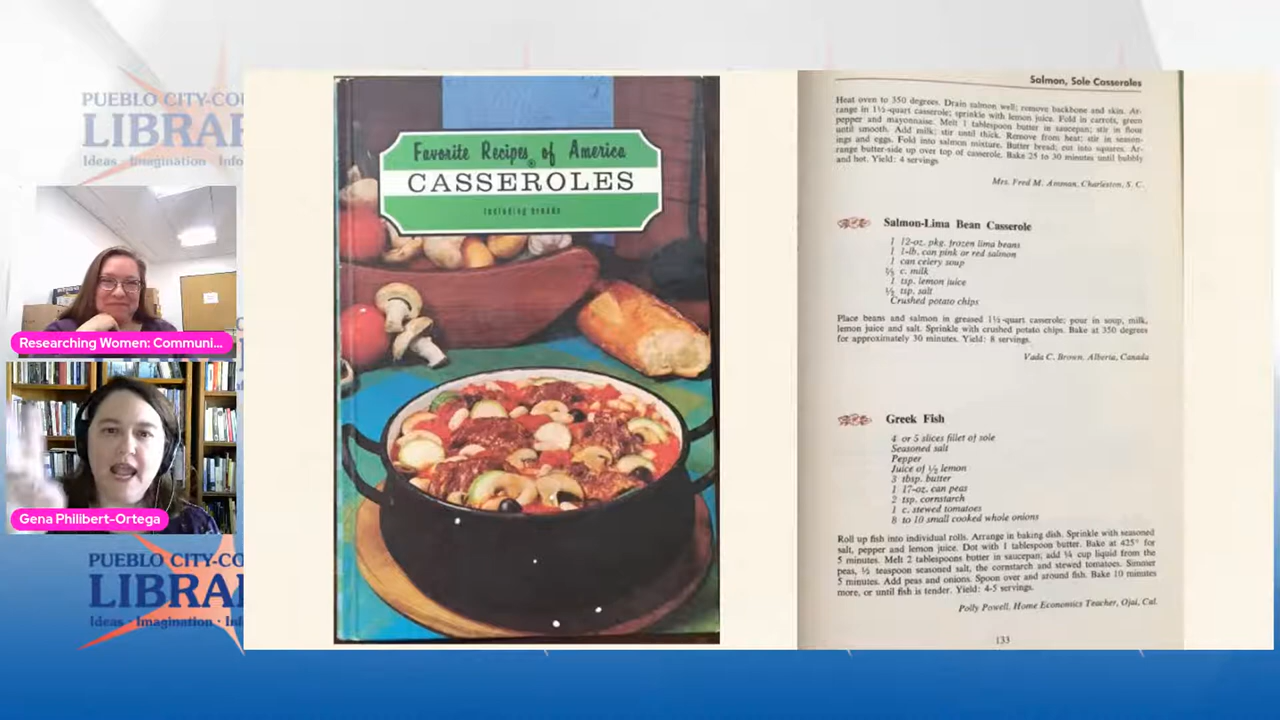 PUEBLO CITY-COU
LIBRAR
Ideas • Imagination • Info
Researching Women: Communi...
Gena Philibert-Ortega
PUEBLO CITY-COU
LIBRA
Ideas • Imagination • Inf
Favorite Recipes of America
CASSEROLES
including breads
Salmon, Sole Casseroles
Heat oven to 350 degrees. Drain salmon well; remove backbone and skin. Ar-
range in 1½-quart casserole; sprinkle with lemon juice. Fold in carrots, green
pepper and mayonnaise. Melt 1 tablespoon butter in saucepan; stir in flour
until smooth. Add milk; stir until thick. Remove from heat; stir in season-
ings and eggs. Fold into salmon mixture. Butter bread; cut into squares. Ar-
range butter-side up over top of casserole. Bake 25 to 30 minutes until bubbly
and hot. Yield: 4 servings.
Mrs. Fred M. Amman, Charleston, S. C.
Salmon-Lima Bean Casserole
1 12-oz. pkg. frozen lima beans
1 1-lb. can pink or red salmon
1 can celery soup
c. milk
1 tsp. lemon juice
½ tsp. salt
Crushed potato chips
Place beans and salmon in greased 1½-quart casserole; pour in soup, milk,
lemon juice and salt. Sprinkle with crushed potato chips. Bake at 350 degrees
for approximately 30 minutes. Yield: 8 servings.
Vada C. Brown, Alberta, Canada
Greek Fish
4 or 5 slices fillet of sole
Seasoned salt
Pepper
Juice of ½ lemon
3 tbsp. butter
1 17-oz. can peas
2 tsp. cornstarch
1 c. stewed tomatoes
8 to 10 small cooked whole onions
Roll up fish into individual rolls. Arrange in baking dish. Sprinkle with seasoned
salt, pepper and lemon juice. Dot with 1 tablespoon butter. Bake at 425° for
5 minutes. Melt 2 tablespoons butter in saucepan; add ¼ cup liquid from the
peas, ½ teaspoon seasoned salt, the cornstarch and stewed tomatoes. Simmer
5 minutes. Add peas and onions. Spoon over and around fish. Bake 10 minutes
more, or until fish is tender. Yield: 4-5 servings.
Polly Powell, Home Economics Teacher, Ojai, Cal.
133